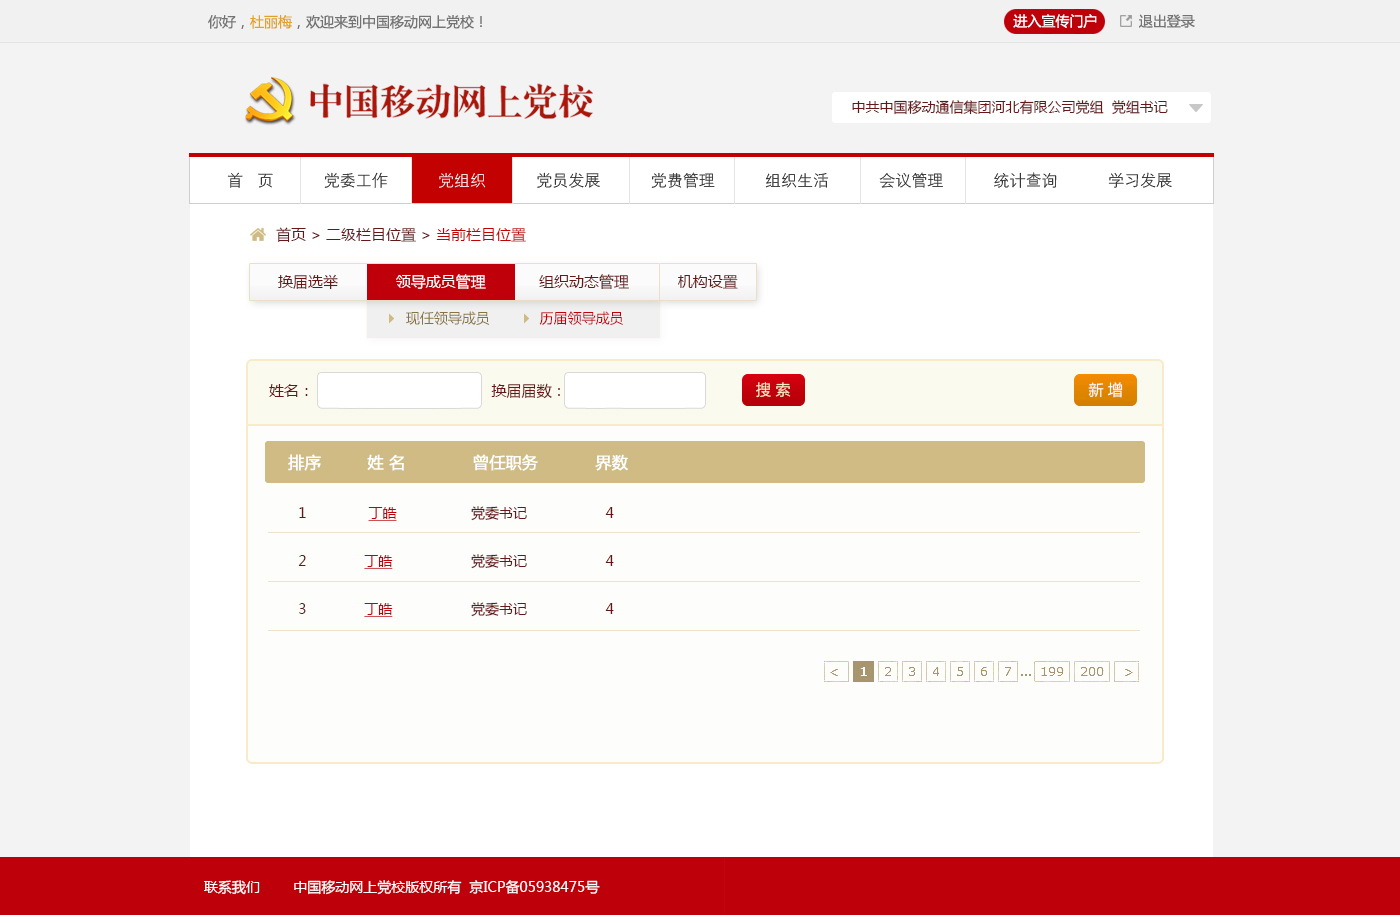 你好，杜丽梅，欢迎来到中国移动网上党校！ 进入宣传门户 退出登录
中国移动网上党校
中共中国移动通信集团河北有限公司党组 党组书记
首 页 党委工作 党组织 党员发展 党费管理 组织生活 会议管理 统计查询 学习发展
首页 > 二级栏目位置 > 当前栏目位置
换届选举 领导成员管理 组织动态管理 机构设置
现任领导成员 历届领导成员
姓名： 换届届数： 搜 索 新 增
排序 姓 名 曾任职务 界数
1 丁皓 党委书记 4
2 丁皓 党委书记 4
3 丁皓 党委书记 4
< 1 2 3 4 5 6 7 ... 199 200 >
联系我们 中国移动网上党校版权所有 京ICP备05938475号